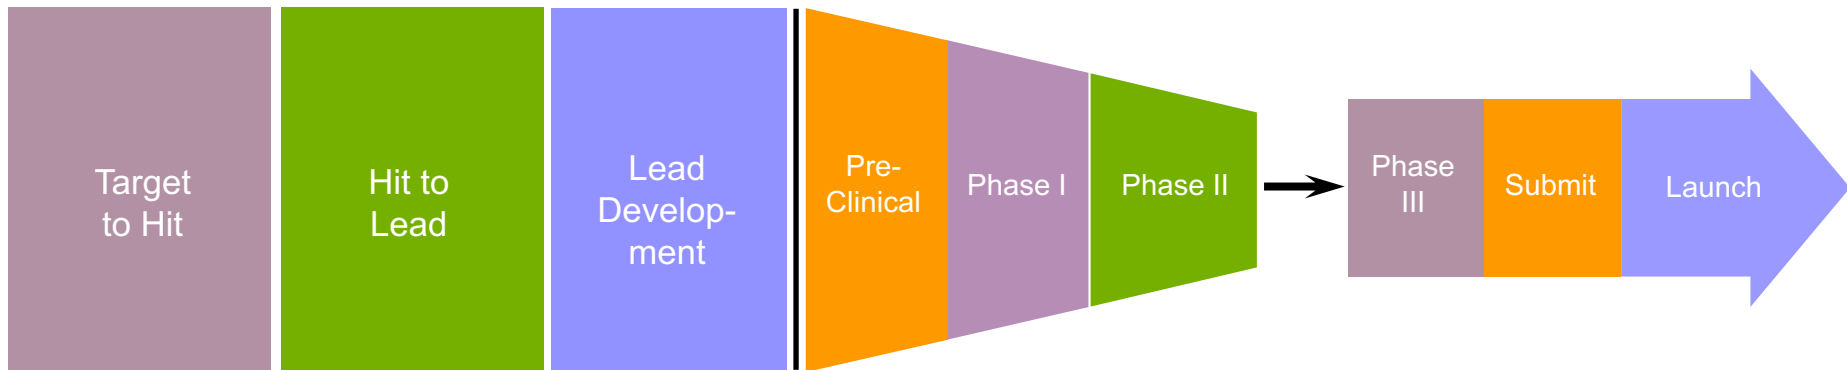 Target
to Hit
Hit to
Lead
Lead
Develop-
ment
Pre-
Clinical
Phase I
Phase II
Phase
III
Submit
Launch